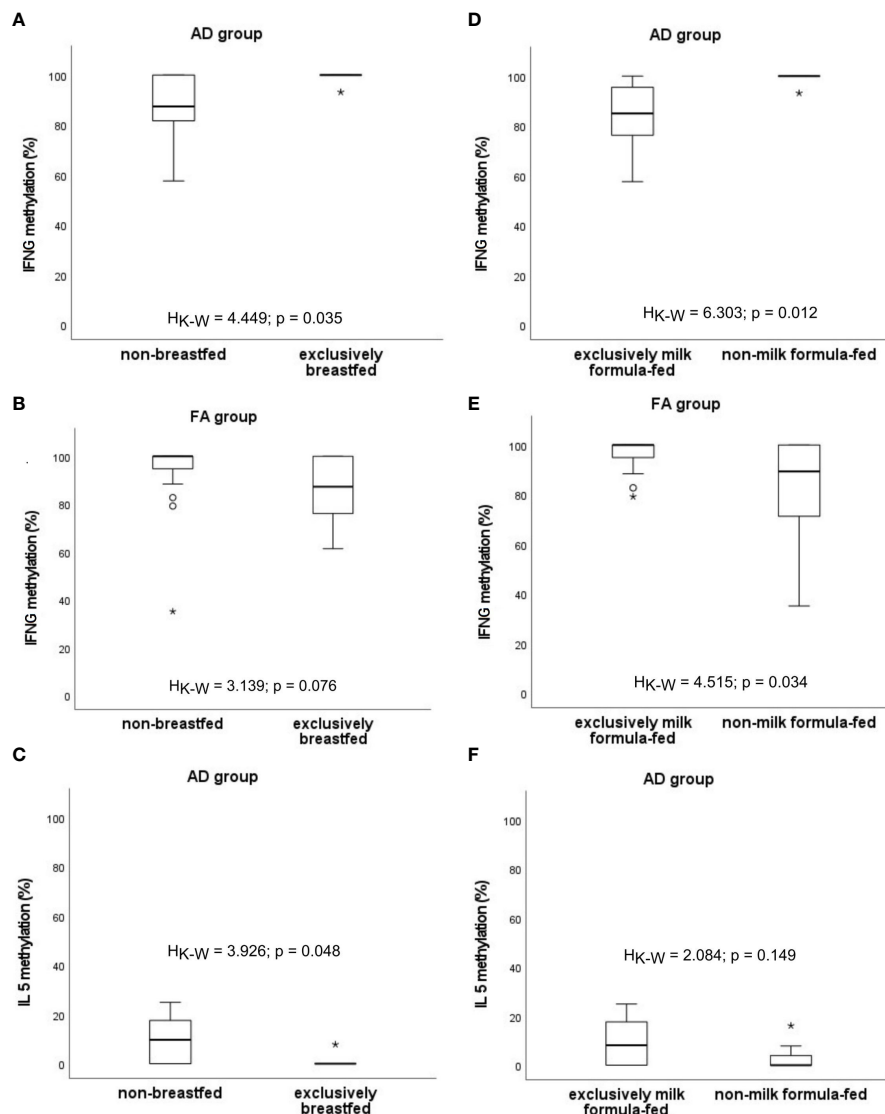 A
AD group
IFNG methylation (%)
100
80
60
40
20
0
H K-W = 4.449; p = 0.035
non-breastfed
exclusively
breastfed
D
AD group
IFNG methylation (%)
100
80
60
40
20
0
H K-W = 6.303; p = 0.012
exclusively milk
formula-fed
non-milk formula-fed
B
FA group
IFNG methylation (%)
100
80
60
40
20
0
H K-W = 3.139; p = 0.076
non-breastfed
exclusively
breastfed
E
FA group
IFNG methylation (%)
100
80
60
40
20
0
H K-W = 4.515; p = 0.034
exclusively milk
formula-fed
non-milk formula-fed
C
AD group
IL 5 methylation (%)
100
80
60
40
20
0
H K-W = 3.926; p = 0.048
non-breastfed
exclusively
breastfed
F
AD group
IL 5 methylation (%)
100
80
60
40
20
0
H K-W = 2.084; p = 0.149
exclusively milk
formula-fed
non-milk formula-fed